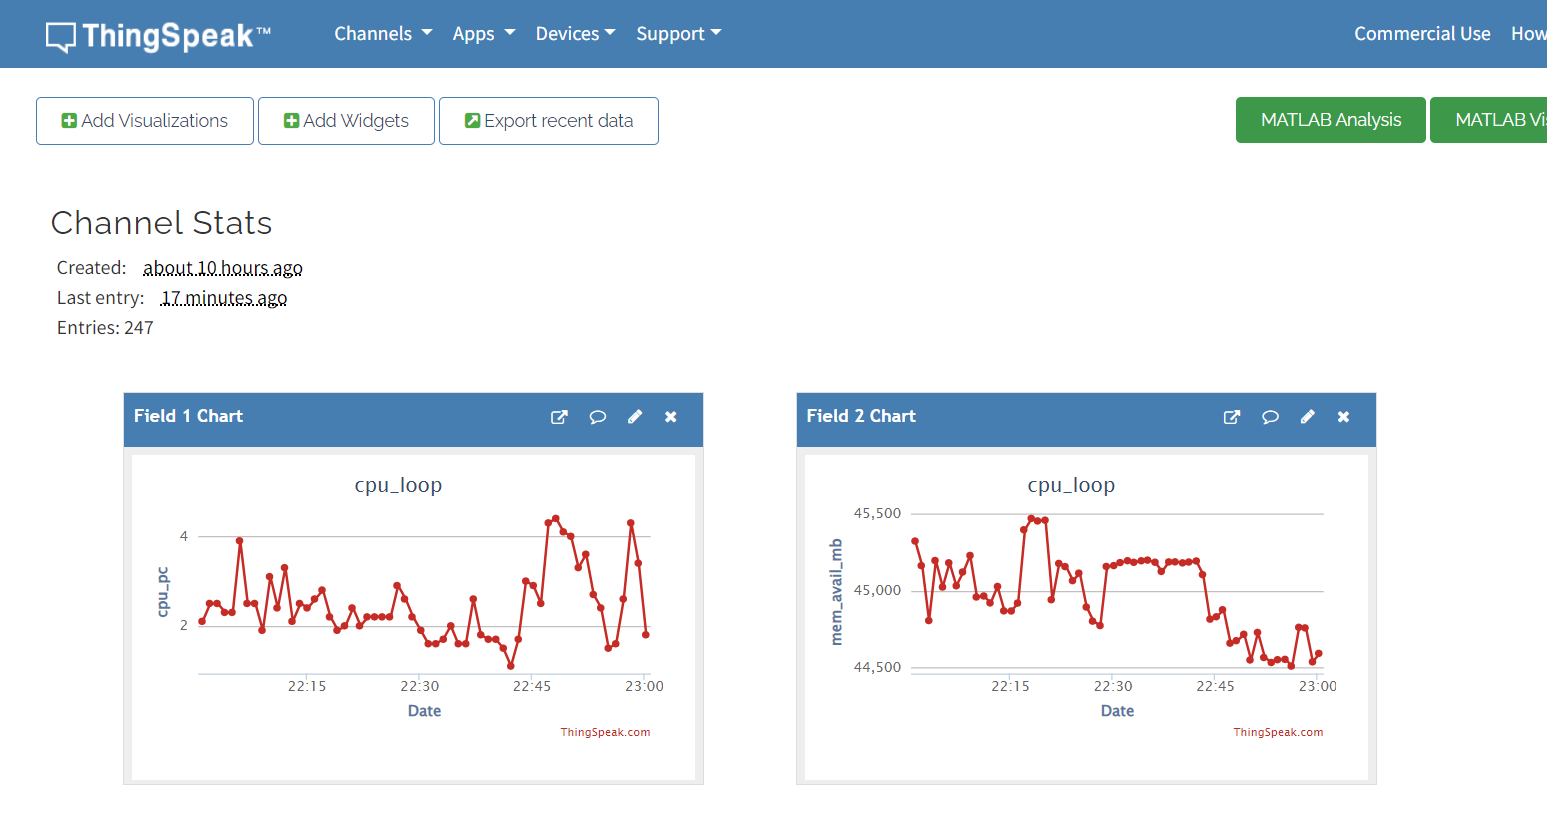 ThingSpeak™ Channels Apps Devices Support Commercial Use How
Add Visualizations Add Widgets Export recent data MATLAB Analysis MATLAB Vi
Channel Stats
Created: about 10 hours ago
Last entry: 17 minutes ago
Entries: 247
Field 1 Chart
cpu_loop
cpu_pc
4
2
22:15 22:30 22:45 23:00
Date
ThingSpeak.com
Field 2 Chart
cpu_loop
mem_avail_mb
45,500
45,000
44,500
22:15 22:30 22:45 23:00
Date
ThingSpeak.com